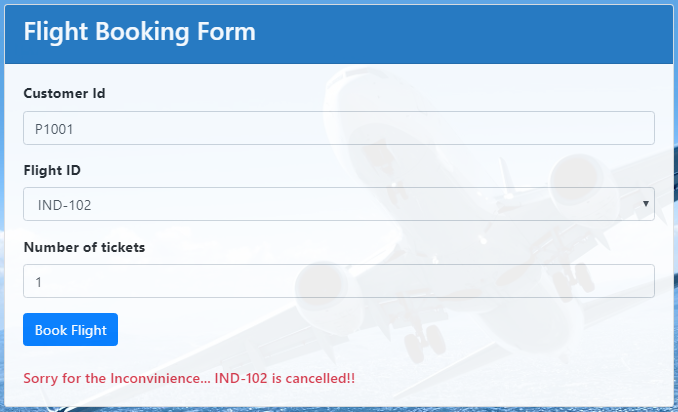 Flight Booking Form
Customer Id
P1001
Flight ID
IND-102
Number of tickets
1
Book Flight
Sorry for the Inconvinience... IND-102 is cancelled!!